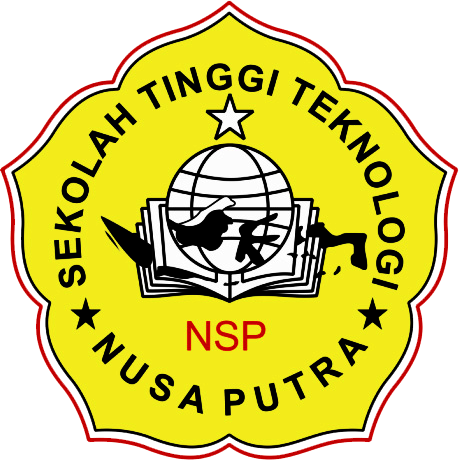 SEKOLAH TINGGI TEKNOLOGI
NSP
NUSA PUTRA